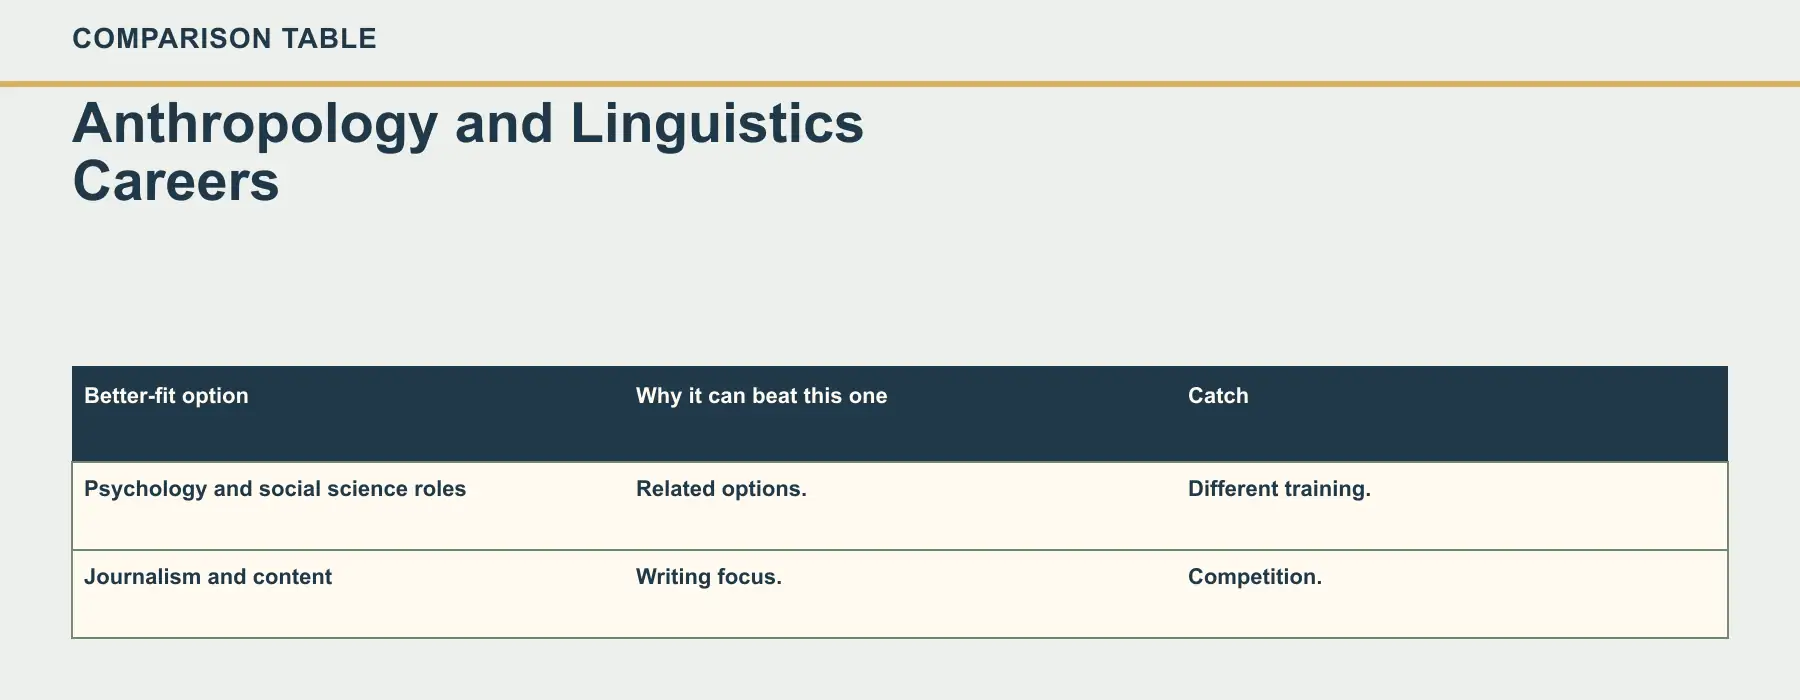 COMPARISON TABLE
Anthropology and Linguistics
Careers
Better-fit option Why it can beat this one Catch
Psychology and social science roles Related options. Different training.
Journalism and content Writing focus. Competition.